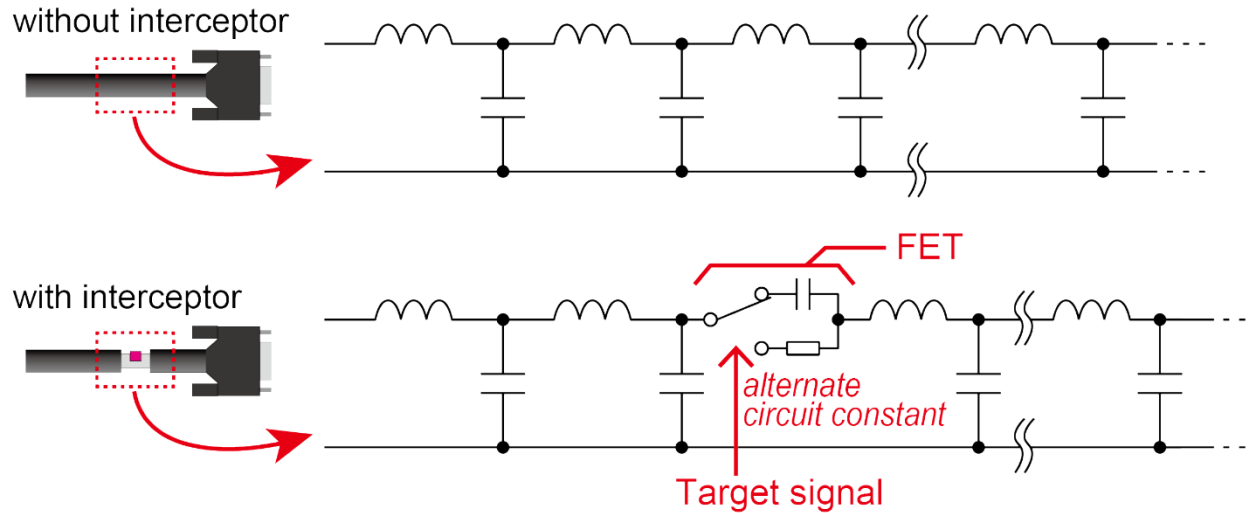 without interceptor
with interceptor
FET
alternate
circuit constant
Target signal